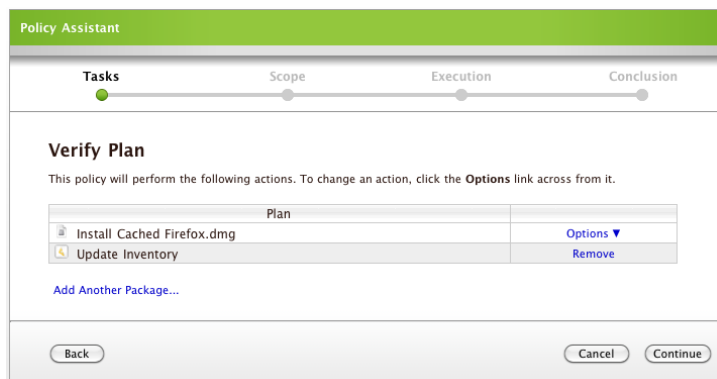 Policy Assistant
Tasks Scope Execution Conclusion
Verify Plan
This policy will perform the following actions. To change an action, click the Options link across from it.
Plan
Install Cached Firefox.dmg Options ▼
Update Inventory Remove
Add Another Package...
Back Cancel Continue